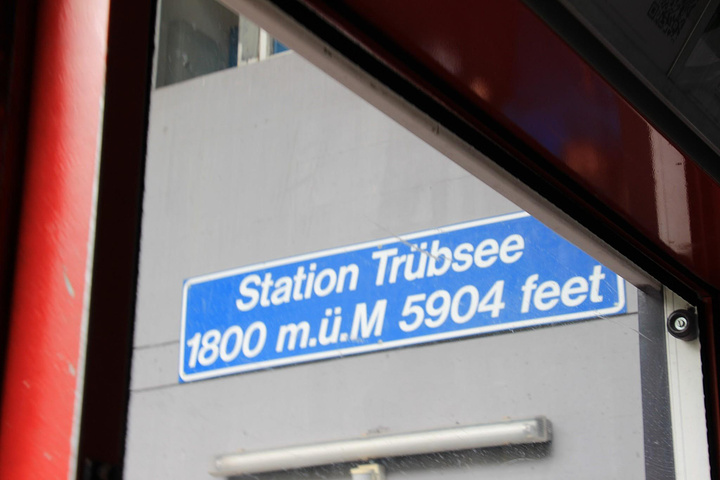 Station Trübsee
1800 m.ü.M 5904 feet